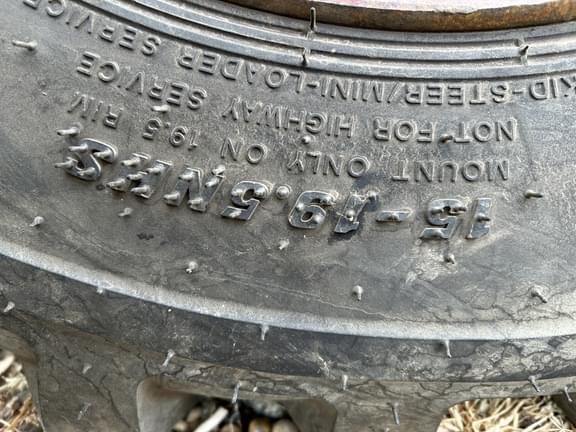 15-19.5NHS
MOUNT ONLY ON 19.5 RIM
NOT FOR HIGHWAY SERVICE
KID-STEER/MINI-LOADER SERVICE